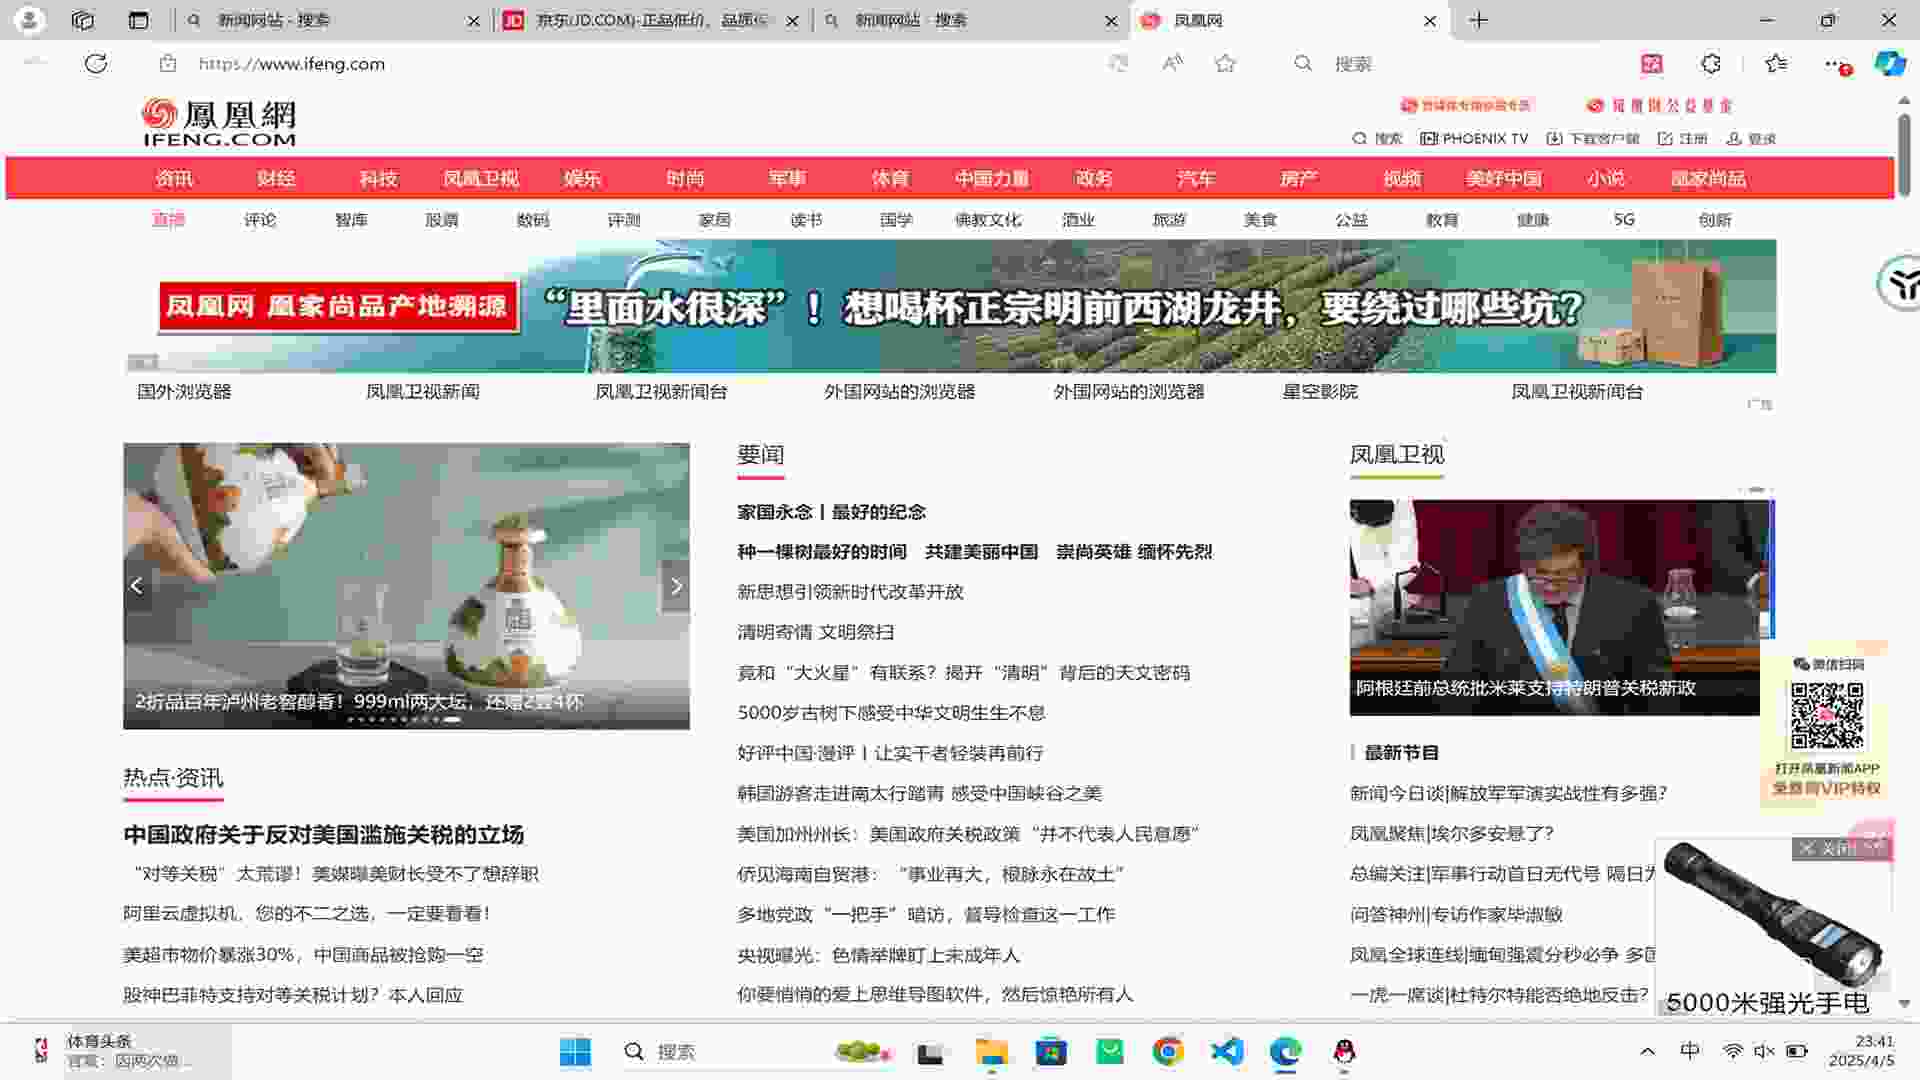 新闻网站 - 搜索
京东(JD.COM)-正品低价、品质
新闻网站 - 搜索
凤凰网
https://www.ifeng.com
搜索
鳳凰網
IFENG.COM
搜索 PHOENIX TV 下载客户端 注册 登录
资讯 财经 科技 凤凰卫视 娱乐 时尚 军事 体育 中国力量 政务 汽车 房产 视频 美好中国 小说 凰家尚品
直播 评论 智库 股票 数码 评测 家居 读书 国学 佛教文化 酒业 旅游 美食 公益 教育 健康 5G 创新
凤凰网 凰家尚品产地溯源
“里面水很深”！想喝杯正宗明前西湖龙井，要绕过哪些坑？
国外浏览器 凤凰卫视新闻 凤凰卫视新闻台 外国网站的浏览器 外国网站的浏览器 星空影院 凤凰卫视新闻台
广告
2折品百年泸州老窖醇香！999ml两大坛，还赠2壶4杯
热点·资讯
中国政府关于反对美国滥施关税的立场
“对等关税”太荒谬！美媒曝美财长受不了想辞职
阿里云虚拟机，您的不二之选，一定要看看！
美超市物价暴涨30%，中国商品被抢购一空
股神巴菲特支持对等关税计划？本人回应
要闻
家国永念丨最好的纪念
种一棵树最好的时间 共建美丽中国 崇尚英雄 缅怀先烈
新思想引领新时代改革开放
清明寄情 文明祭扫
竟和“大火星”有联系？揭开“清明”背后的天文密码
5000岁古树下感受中华文明生生不息
好评中国·漫评丨让实干者轻装再前行
韩国游客走进南太行踏青 感受中国峡谷之美
美国加州州长：美国政府关税政策“并不代表人民意愿”
侨见海南自贸港：“事业再大，根脉永在故土”
多地党政“一把手”暗访，督导检查这一工作
央视曝光：色情举牌盯上未成年人
你要悄悄的爱上思维导图软件，然后惊艳所有人
凤凰卫视
阿根廷前总统批米莱支持特朗普关税新政
最新节目
新闻今日谈|解放军军演实战性有多强?
凤凰聚焦|埃尔多安悬了?
总编关注|军事行动首日无代号 隔日
问答神州|专访作家毕淑敏
凤凰全球连线|缅甸强震分秒必争 多国
一虎一席谈|杜特尔特能否绝地反击?
微信扫码
打开凤凰新闻APP
免费领VIP特权
关闭
5000米强光手电
体育头条
搜索
中
23:41
2025/4/5